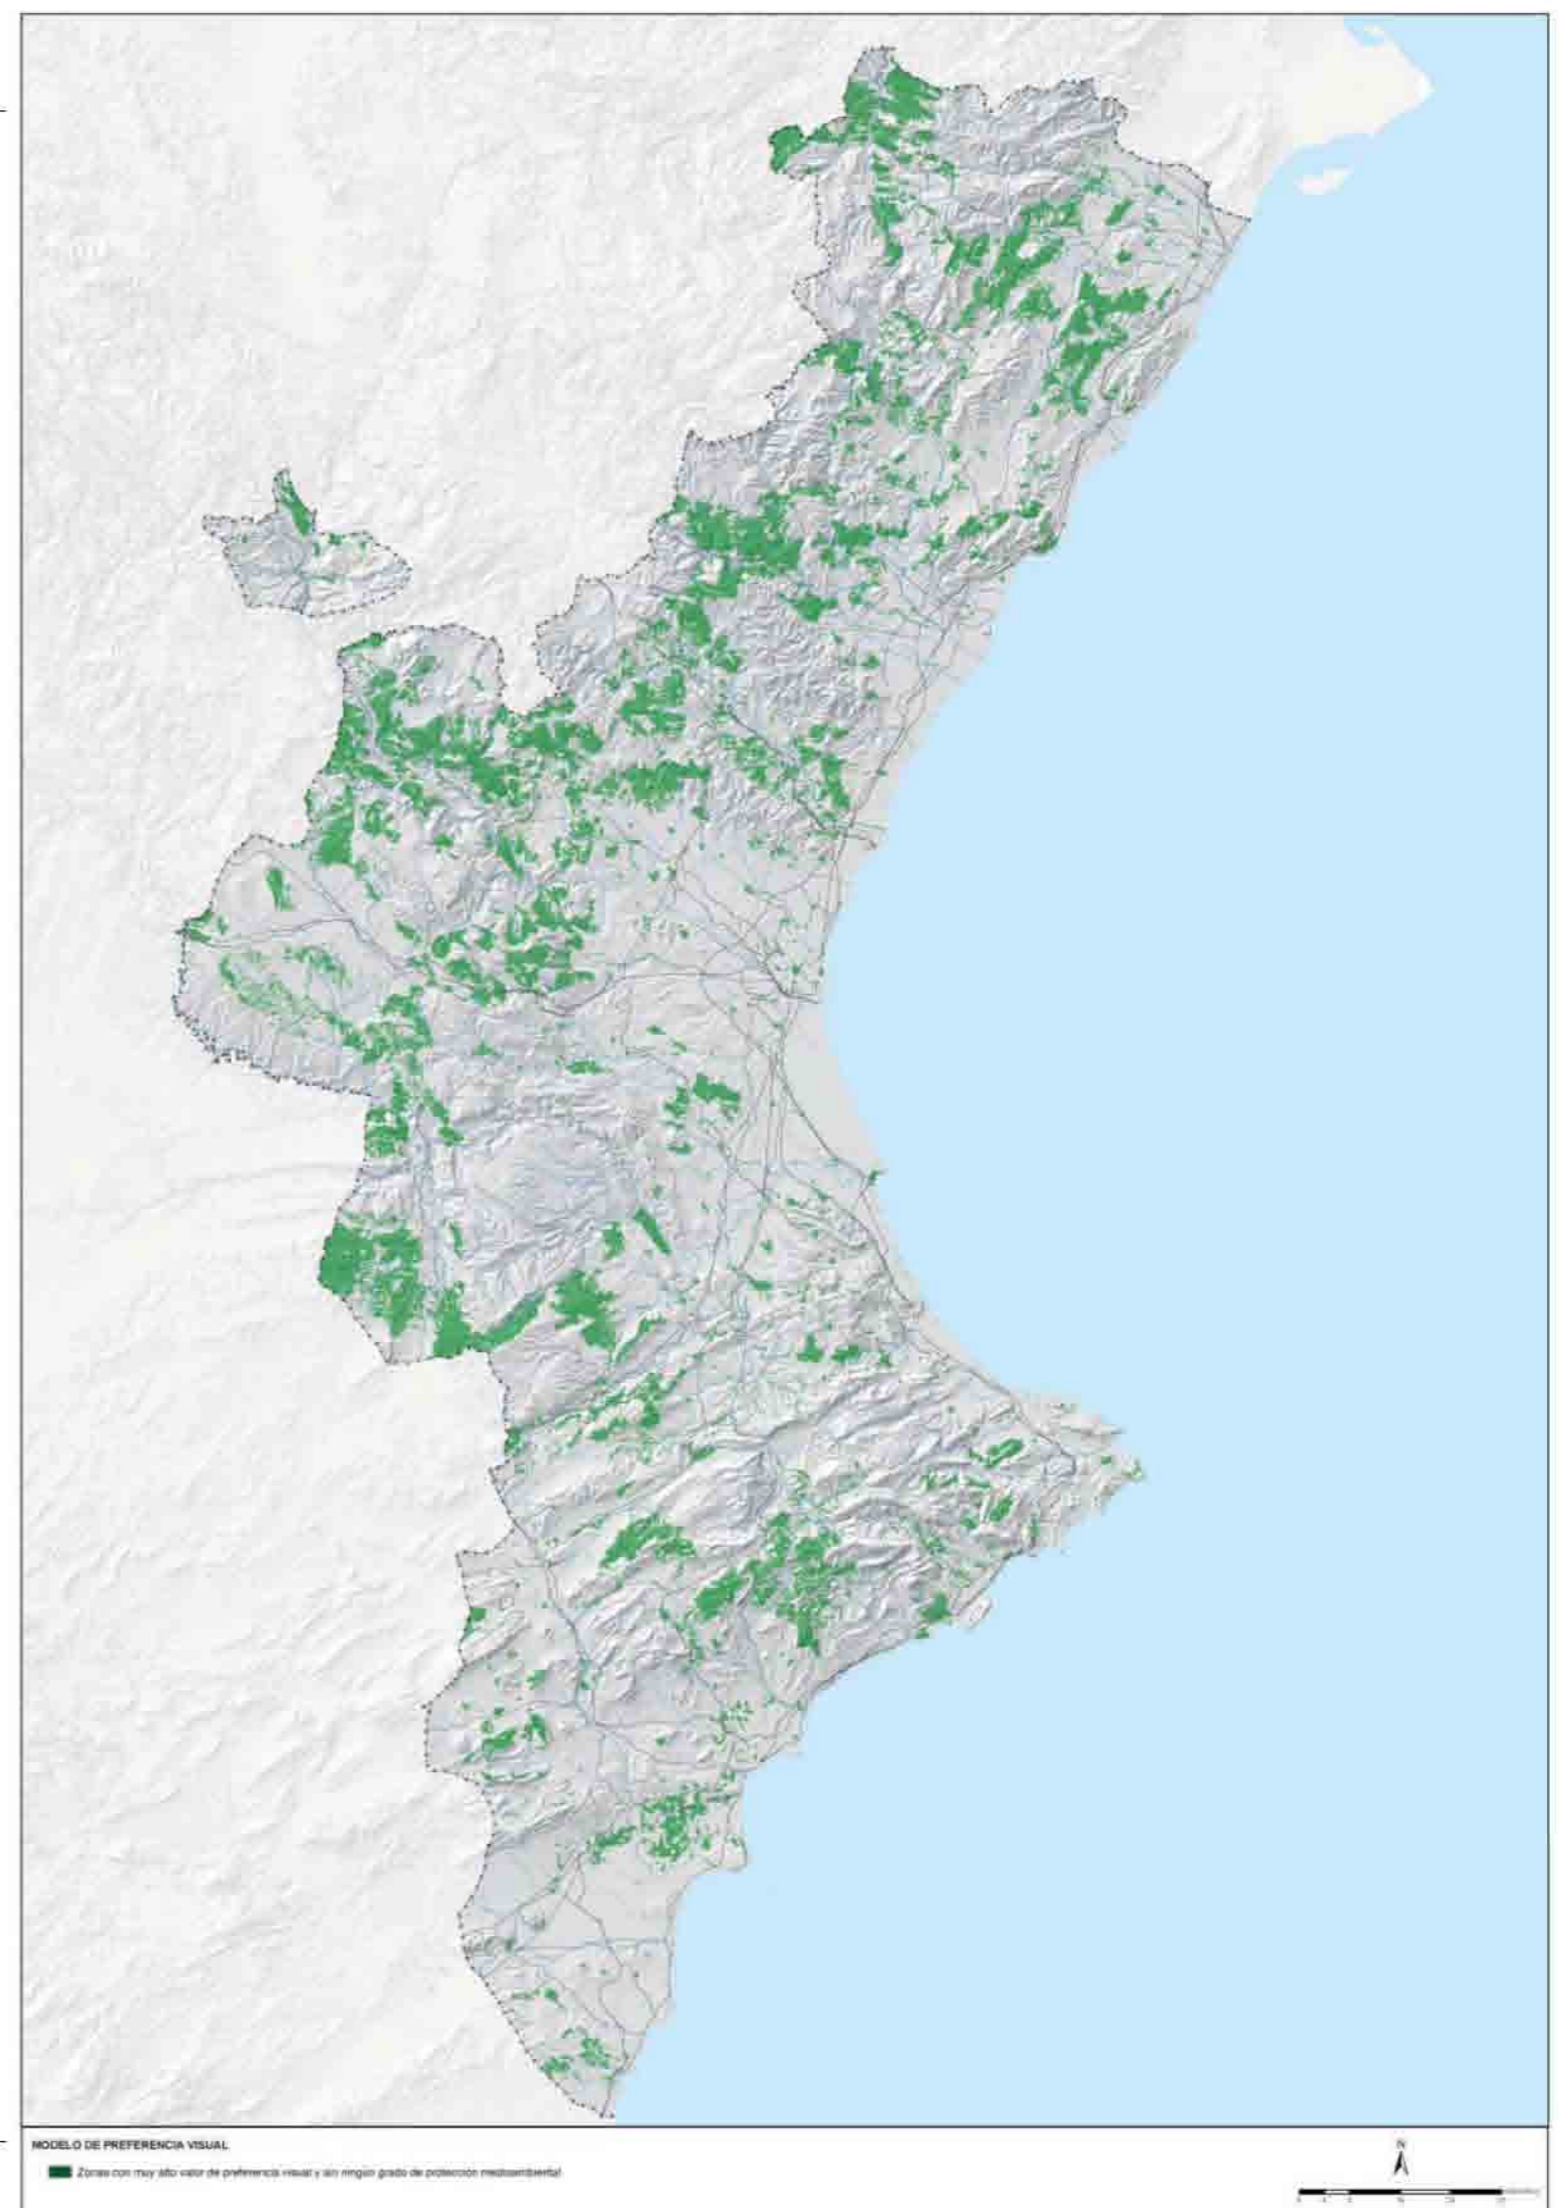 MODELO DE PREFERENCIA VISUAL
Zonas con muy alto valor de preferencia visual y sin ningún grado de protección medioambiental
N